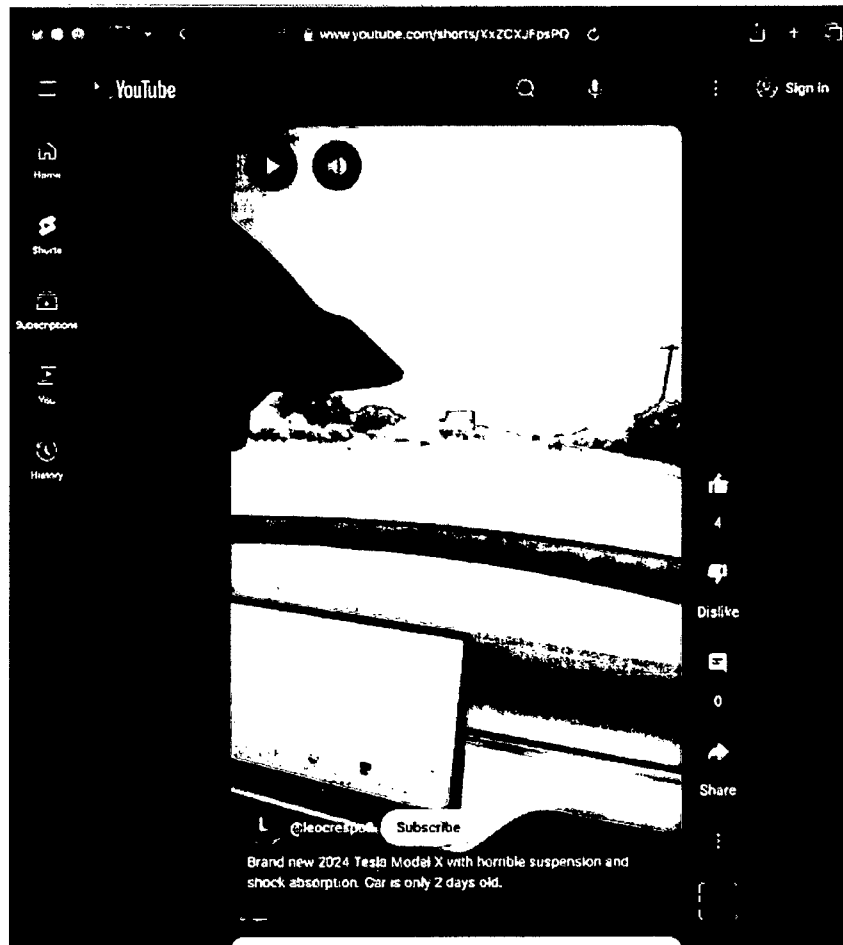 www.youtube.com/shorts/XxZCXJFpsPQ
YouTube
Sign in
Home
Shorts
Subscriptions
You
History
4
Dislike
0
Share
L
Subscribe
Brand new 2024 Tesla Model X with horrible suspension and
shock absorption. Car is only 2 days old.